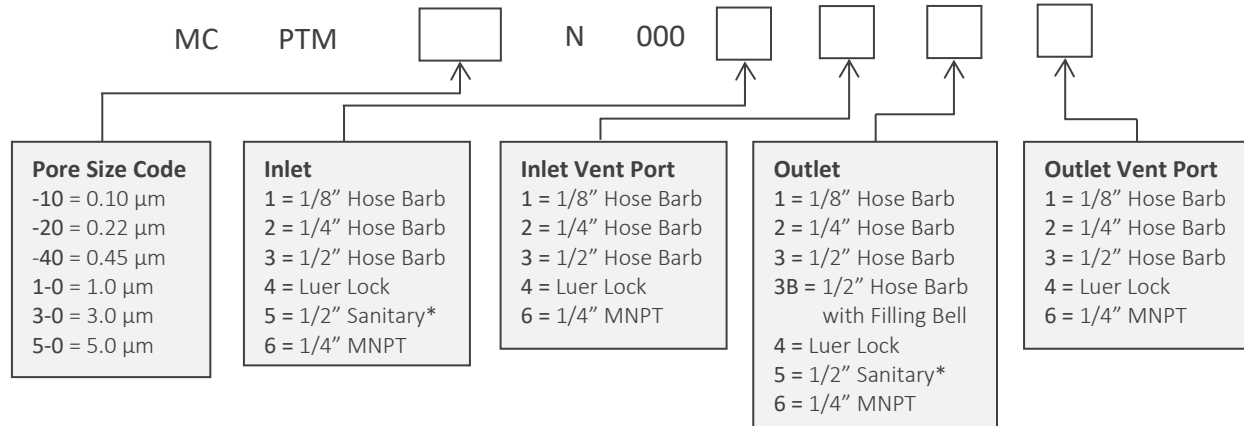 MC PTM N 000
Pore Size Code
-10 = 0.10 μm
-20 = 0.22 μm
-40 = 0.45 μm
1-0 = 1.0 μm
3-0 = 3.0 μm
5-0 = 5.0 μm
Inlet
1 = 1/8” Hose Barb
2 = 1/4” Hose Barb
3 = 1/2” Hose Barb
4 = Luer Lock
5 = 1/2” Sanitary*
6 = 1/4” MNPT
Inlet Vent Port
1 = 1/8” Hose Barb
2 = 1/4” Hose Barb
3 = 1/2” Hose Barb
4 = Luer Lock
6 = 1/4” MNPT
Outlet
1 = 1/8” Hose Barb
2 = 1/4” Hose Barb
3 = 1/2” Hose Barb
3B = 1/2” Hose Barb
with Filling Bell
4 = Luer Lock
5 = 1/2” Sanitary*
6 = 1/4” MNPT
Outlet Vent Port
1 = 1/8” Hose Barb
2 = 1/4” Hose Barb
3 = 1/2” Hose Barb
4 = Luer Lock
6 = 1/4” MNPT